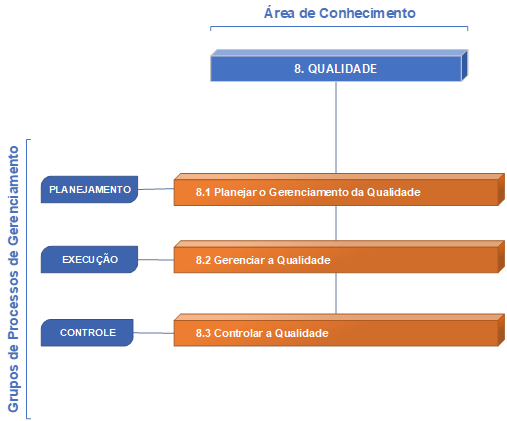 Área de Conhecimento
8. QUALIDADE
Grupos de Processos de Gerenciamento
PLANEJAMENTO
8.1 Planejar o Gerenciamento da Qualidade
EXECUÇÃO
8.2 Gerenciar a Qualidade
CONTROLE
8.3 Controlar a Qualidade